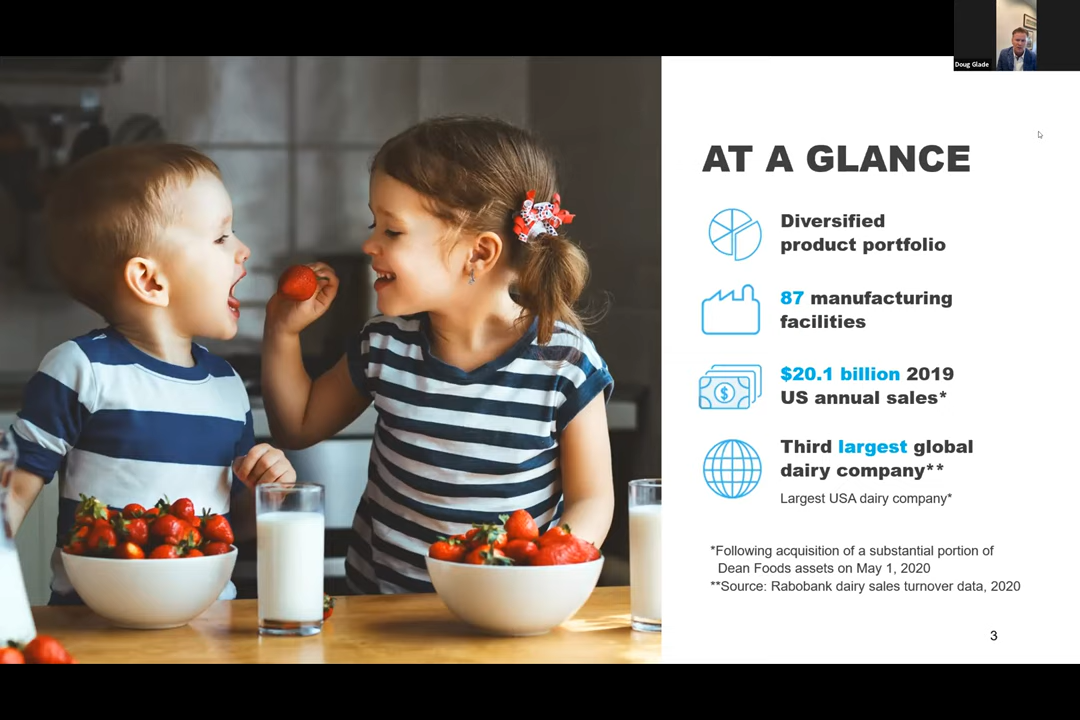 Doug Glade
AT A GLANCE
Diversified
product portfolio
87 manufacturing
facilities
$20.1 billion 2019
US annual sales*
$
Third largest global
dairy company**
Largest USA dairy company*
*Following acquisition of a substantial portion of
Dean Foods assets on May 1, 2020
**Source: Rabobank dairy sales turnover data, 2020
3